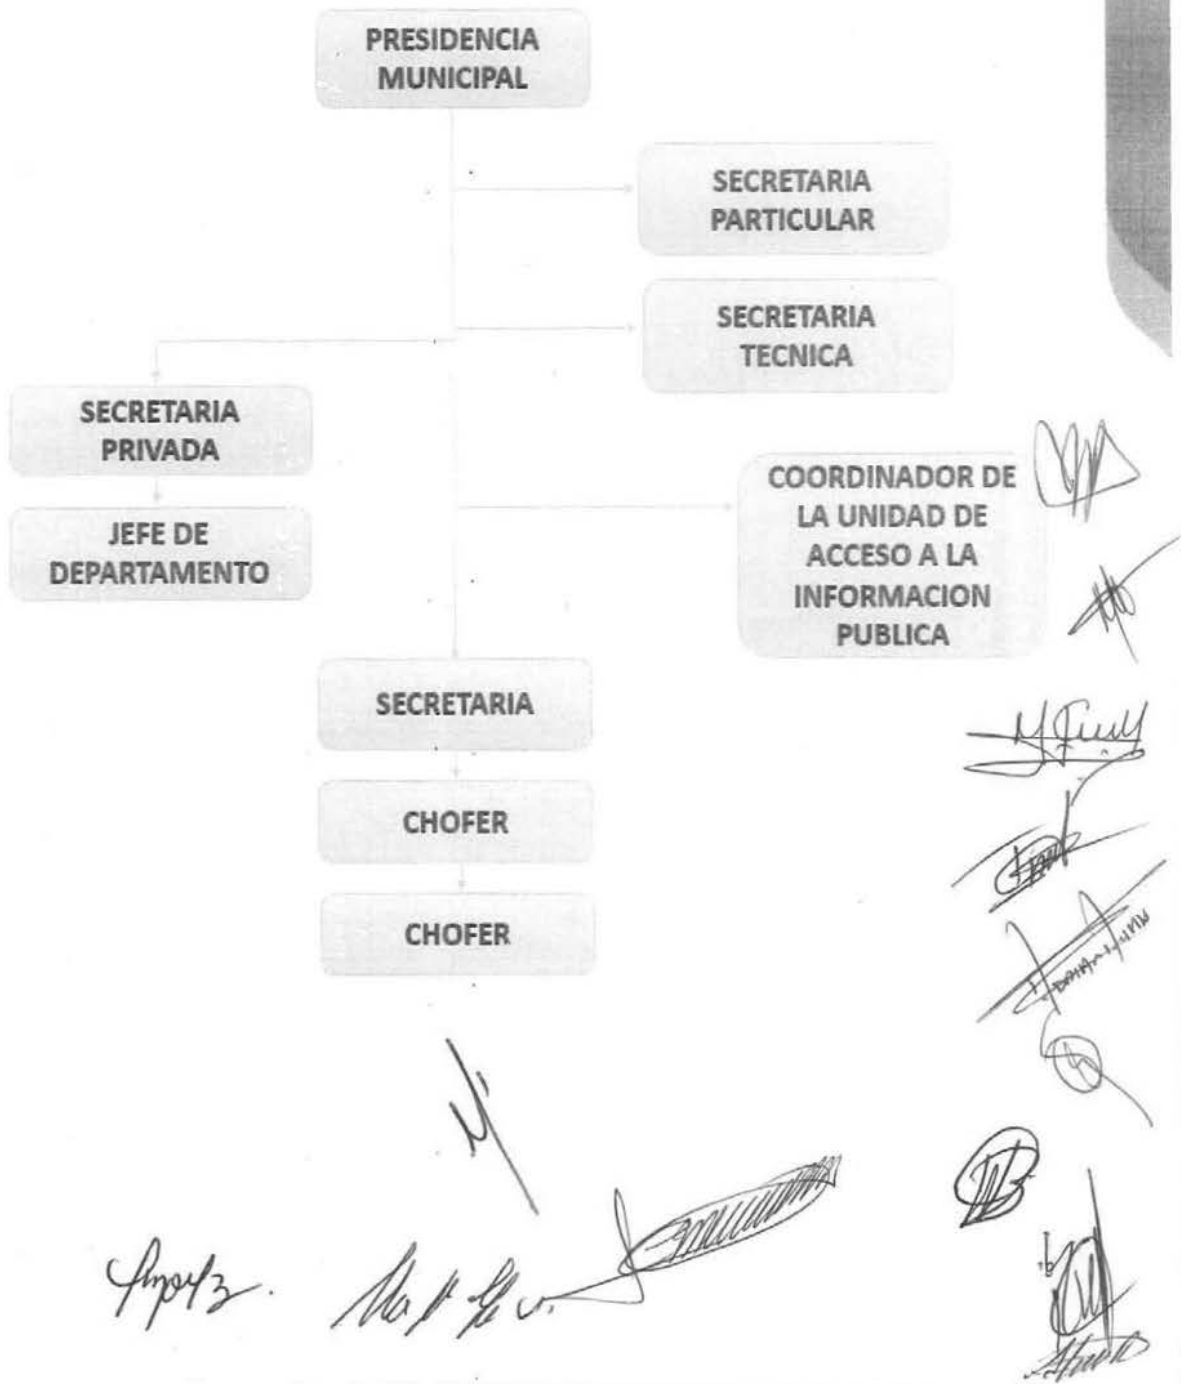 PRESIDENCIA
MUNICIPAL
SECRETARIA
PARTICULAR
SECRETARIA
TECNICA
SECRETARIA
PRIVADA
JEFE DE
DEPARTAMENTO
COORDINADOR DE
LA UNIDAD DE
ACCESO A LA
INFORMACION
PUBLICA
SECRETARIA
CHOFER
CHOFER